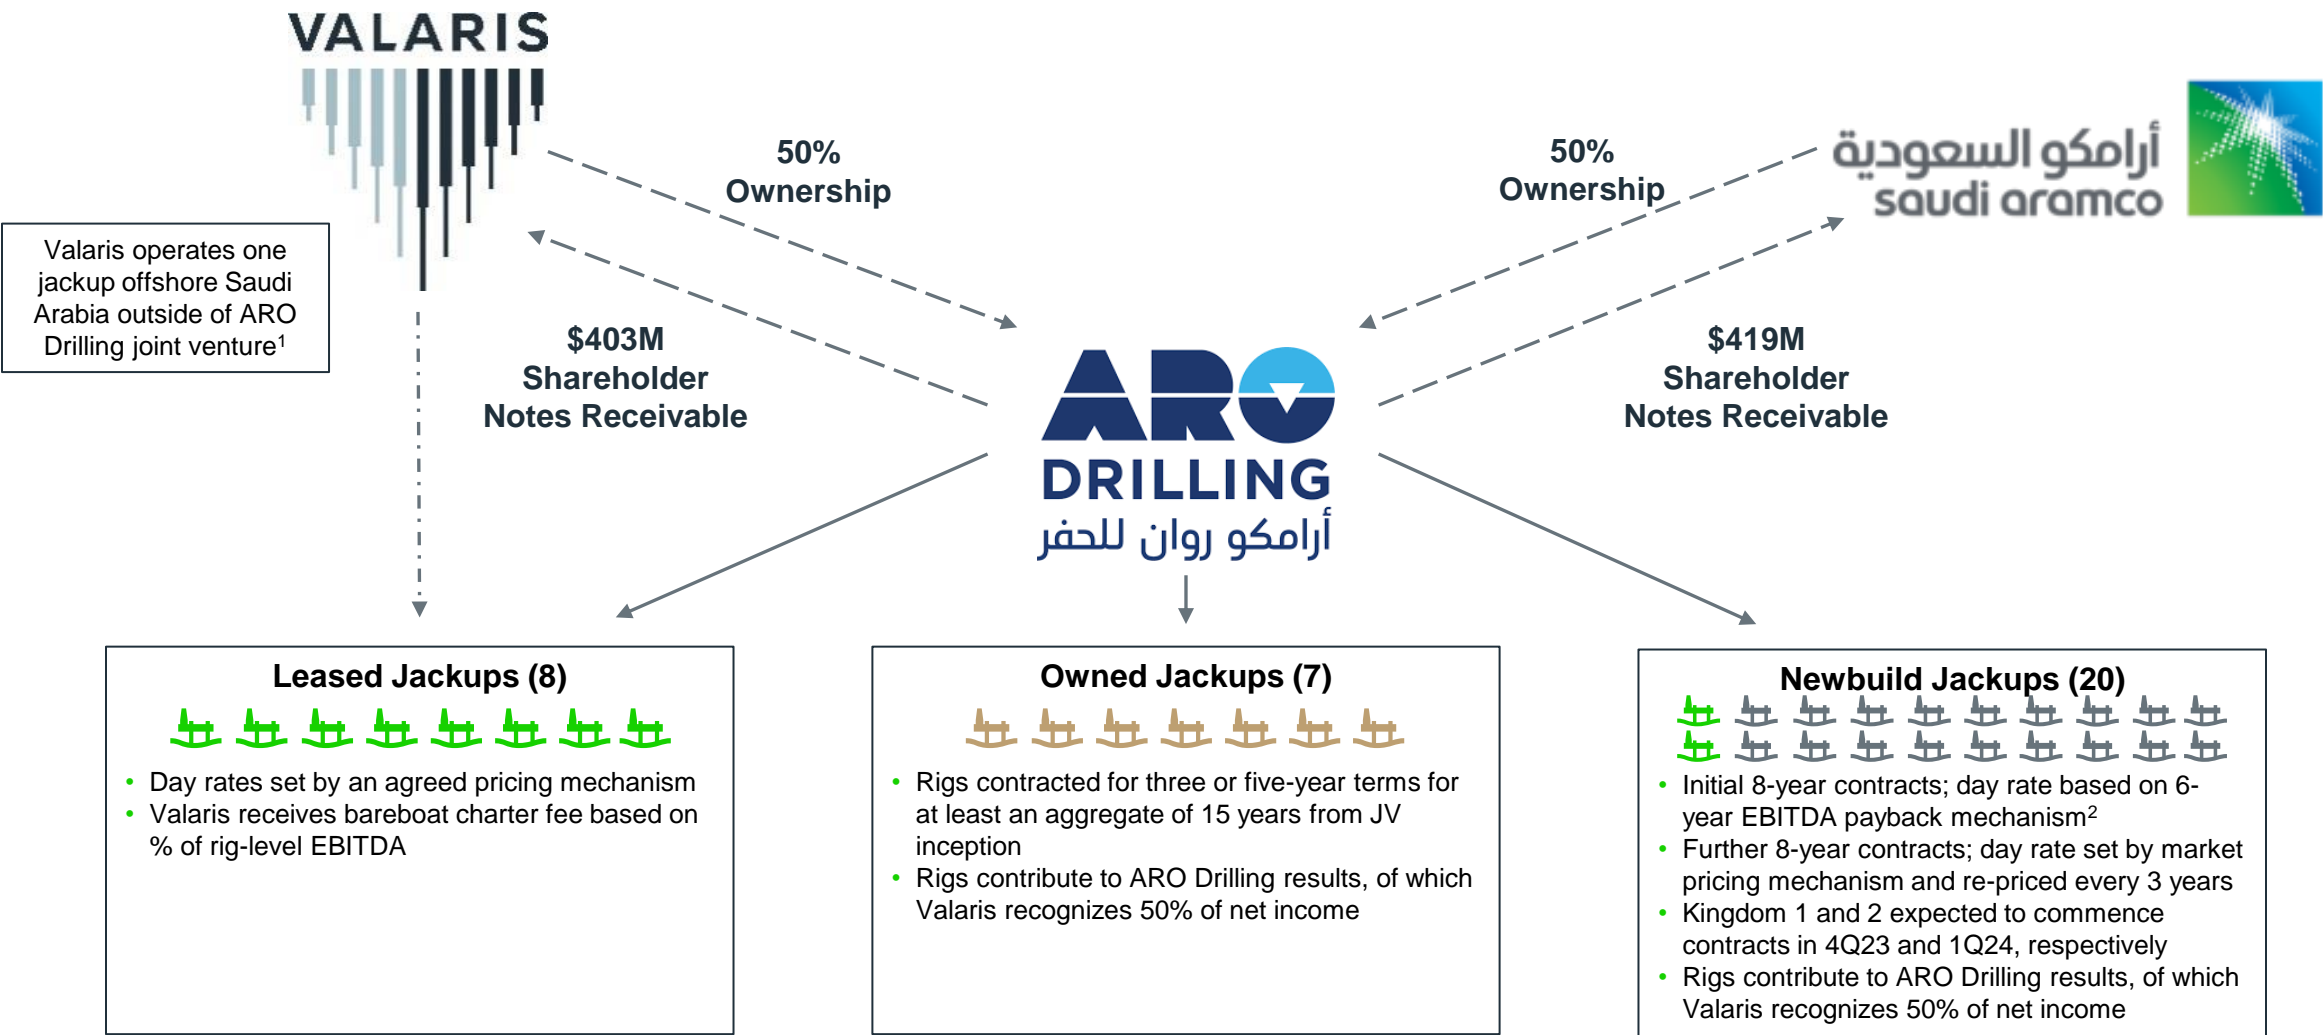 VALARIS
50%
Ownership
50%
Ownership
أرامكو السعودية
saudi aramco
Valaris operates one
jackup offshore Saudi
Arabia outside of ARO
Drilling joint venture¹
$403M
Shareholder
Notes Receivable
$419M
Shareholder
Notes Receivable
ARO
DRILLING
أرامكو روان للحفر
Leased Jackups (8)
• Day rates set by an agreed pricing mechanism
• Valaris receives bareboat charter fee based on
% of rig-level EBITDA
Owned Jackups (7)
• Rigs contracted for three or five-year terms for
at least an aggregate of 15 years from JV
inception
• Rigs contribute to ARO Drilling results, of which
Valaris recognizes 50% of net income
Newbuild Jackups (20)
• Initial 8-year contracts; day rate based on 6-
year EBITDA payback mechanism²
• Further 8-year contracts; day rate set by market
pricing mechanism and re-priced every 3 years
• Kingdom 1 and 2 expected to commence
contracts in 4Q23 and 1Q24, respectively
• Rigs contribute to ARO Drilling results, of which
Valaris recognizes 50% of net income